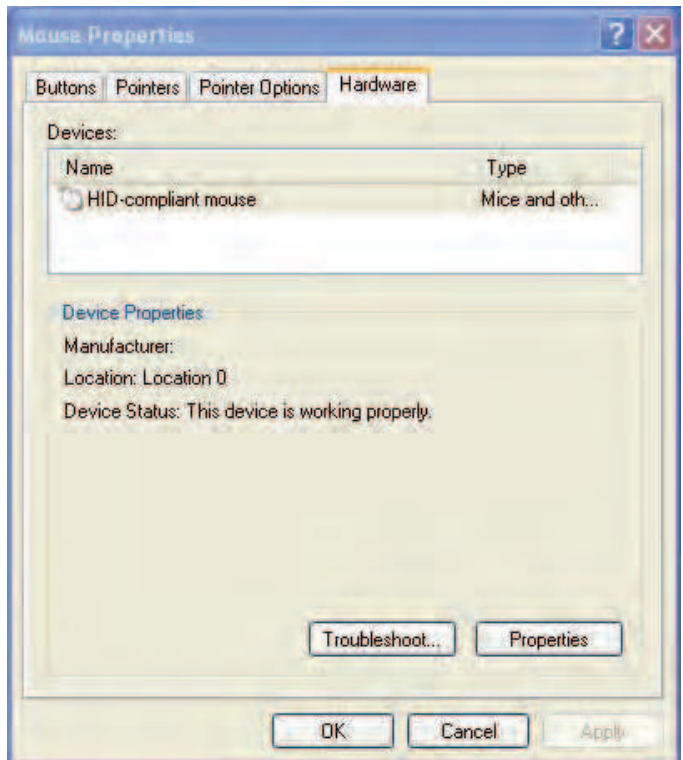 Mouse Properties
Buttons Pointers Pointer Options Hardware
Devices:
Name Type
HID-compliant mouse Mice and oth...
Device Properties
Manufacturer:
Location: Location 0
Device Status: This device is working properly.
Troubleshoot... Properties
OK Cancel Apply